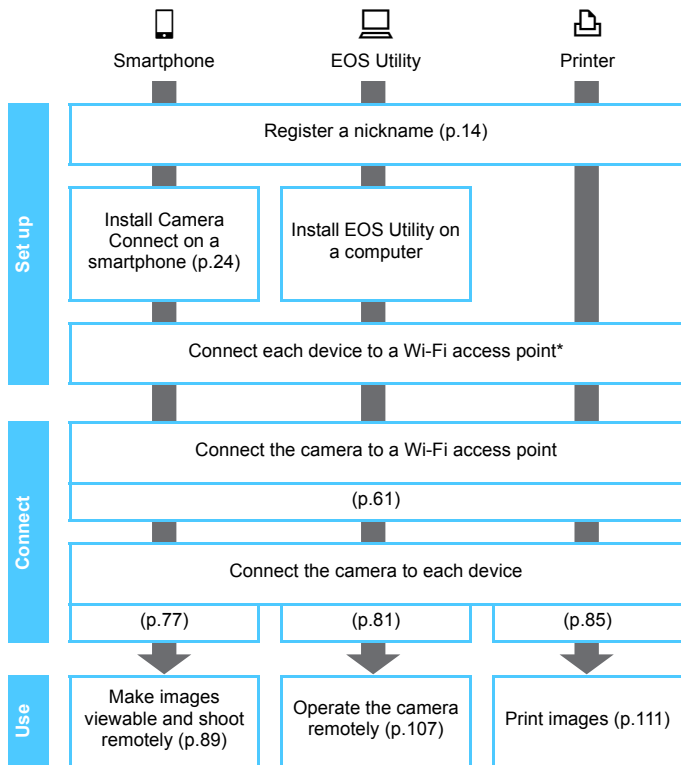 Smartphone
EOS Utility
Printer
Set up
Register a nickname (p.14)
Install Camera
Connect on a
smartphone (p.24)
Install EOS Utility on
a computer
Connect each device to a Wi-Fi access point*
Connect
Connect the camera to a Wi-Fi access point
(p.61)
Connect the camera to each device
(p.77)
(p.81)
(p.85)
Use
Make images
viewable and shoot
remotely (p.89)
Operate the camera
remotely (p.107)
Print images (p.111)